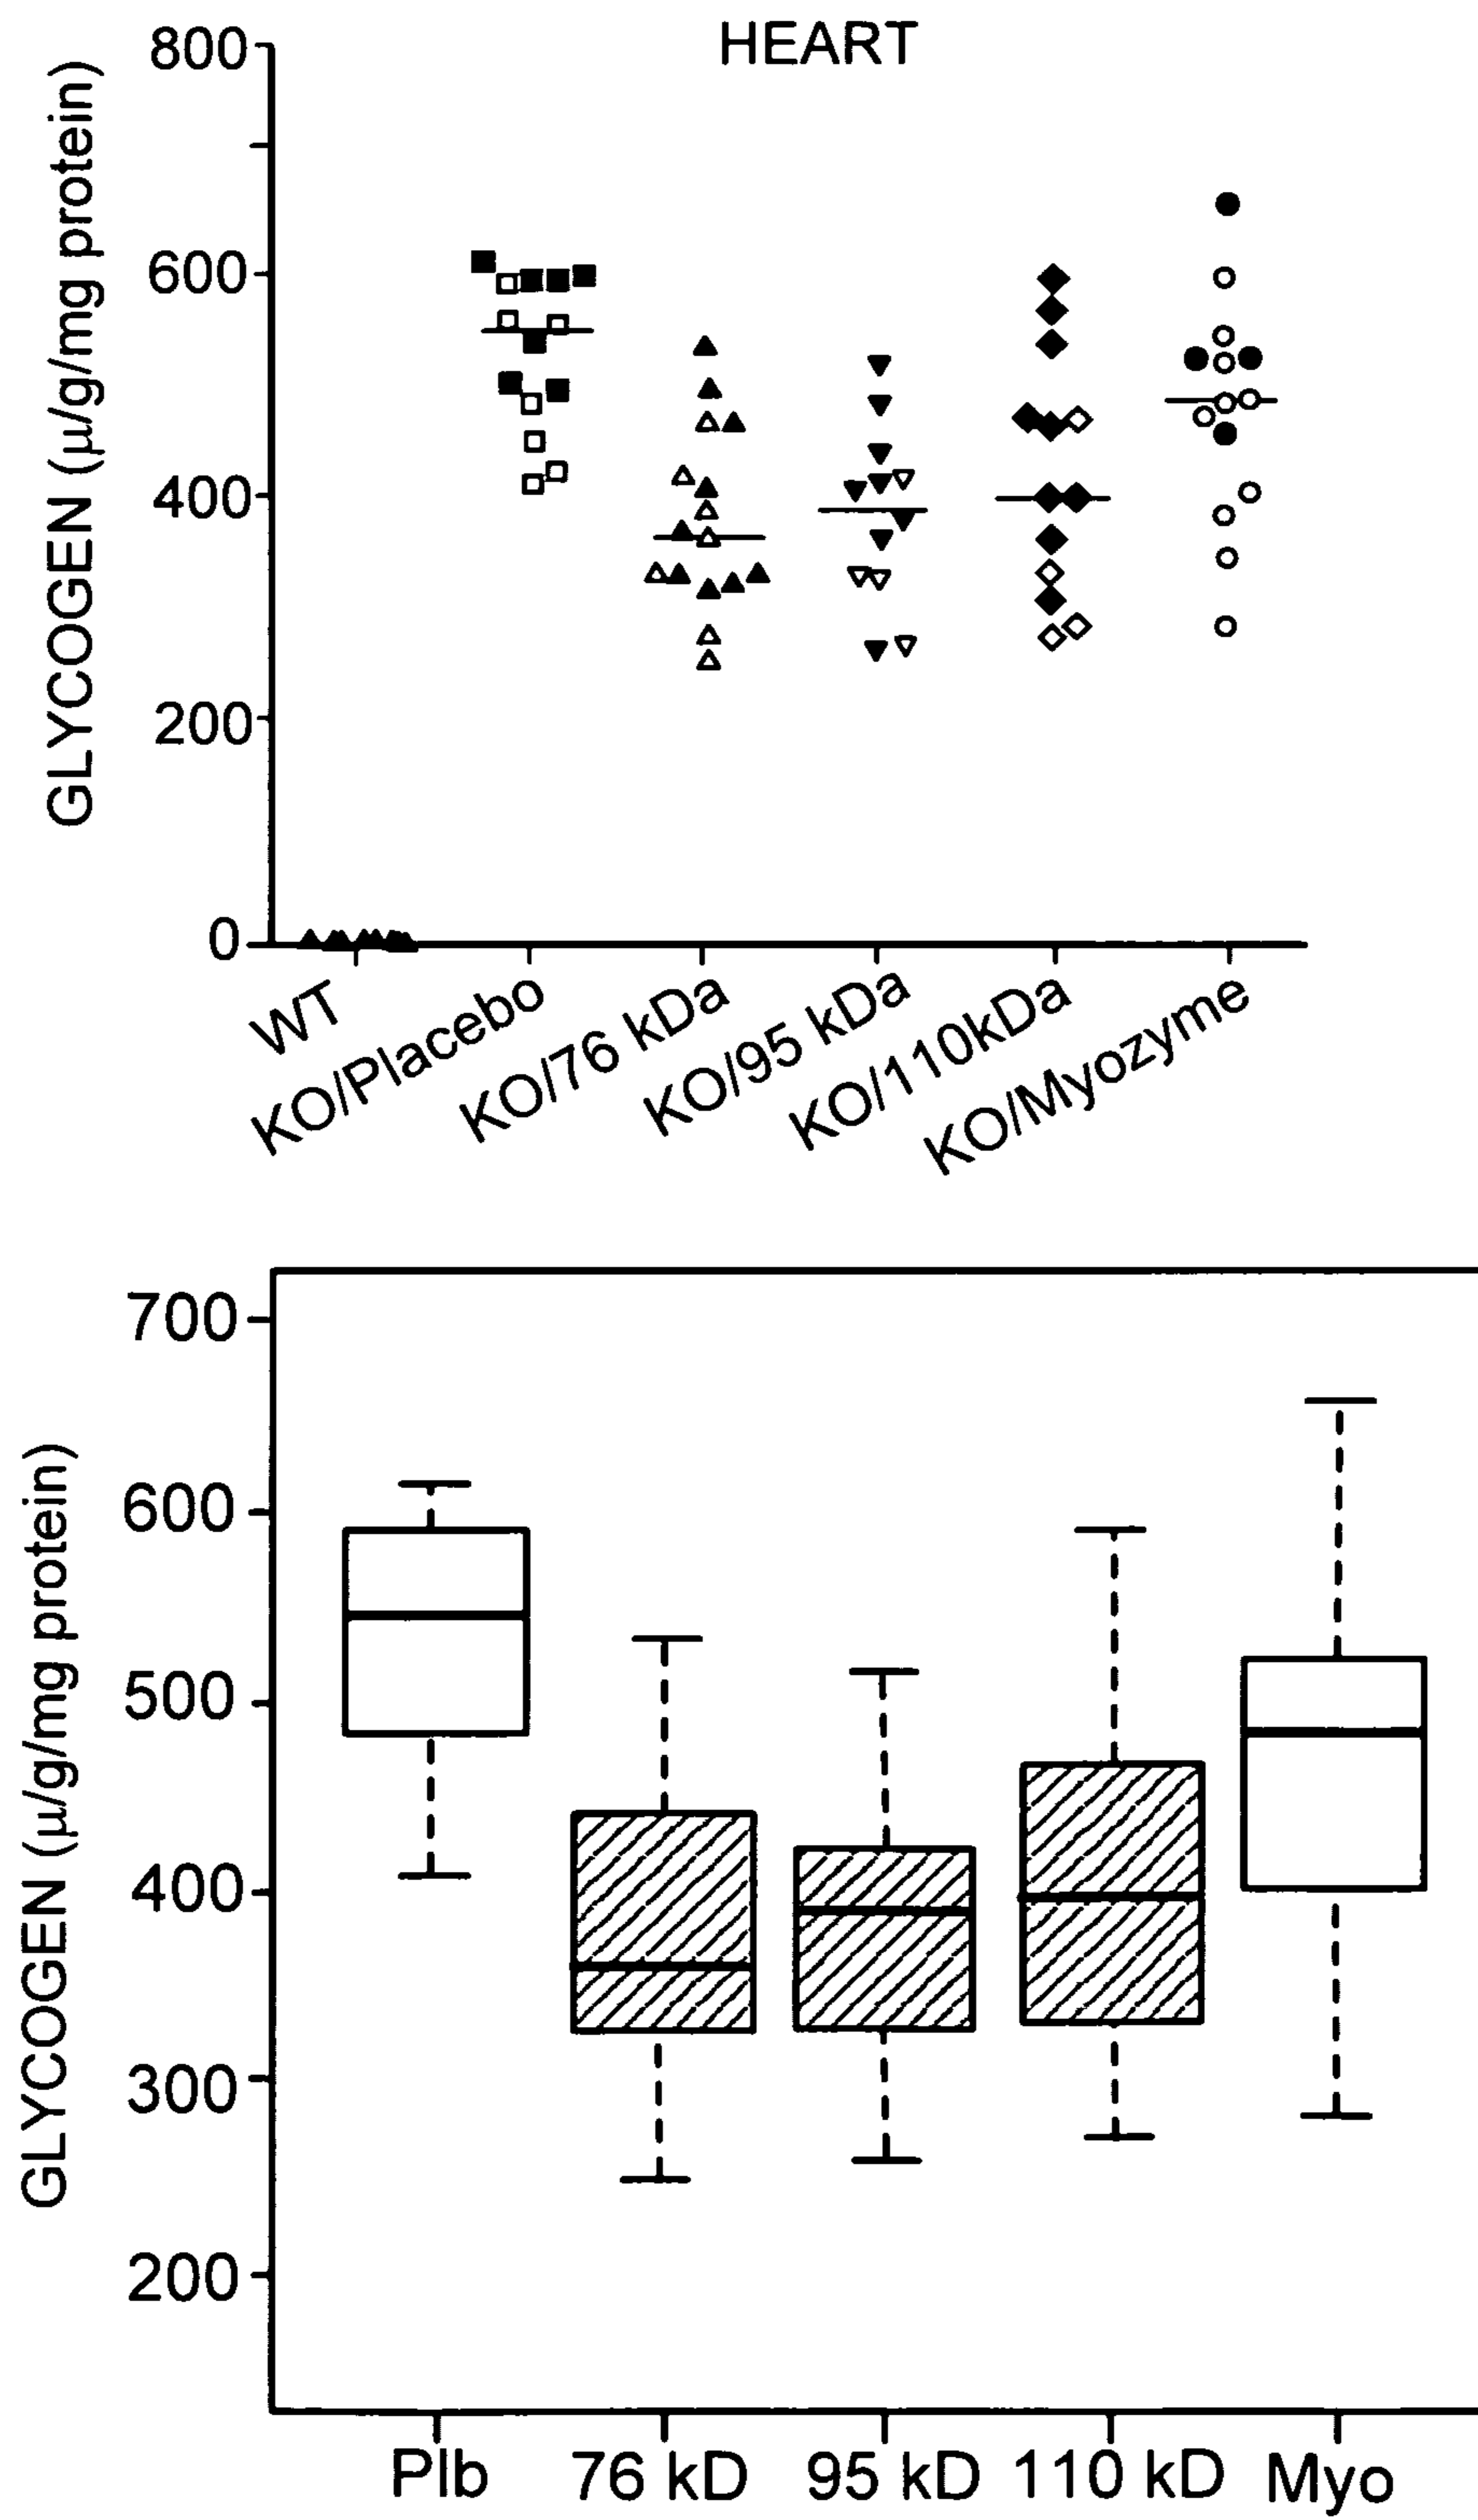 HEART
GLYCOGEN (µ/g/mg protein)
800
600
400
200
0
WT
KO/Placebo
KO/76 kDa
KO/95 kDa
KO/110kDa
KO/Myozyme
GLYCOGEN (µ/g/mg protein)
700
600
500
400
300
200
Plb
76 kD
95 kD
110 kD
Myo